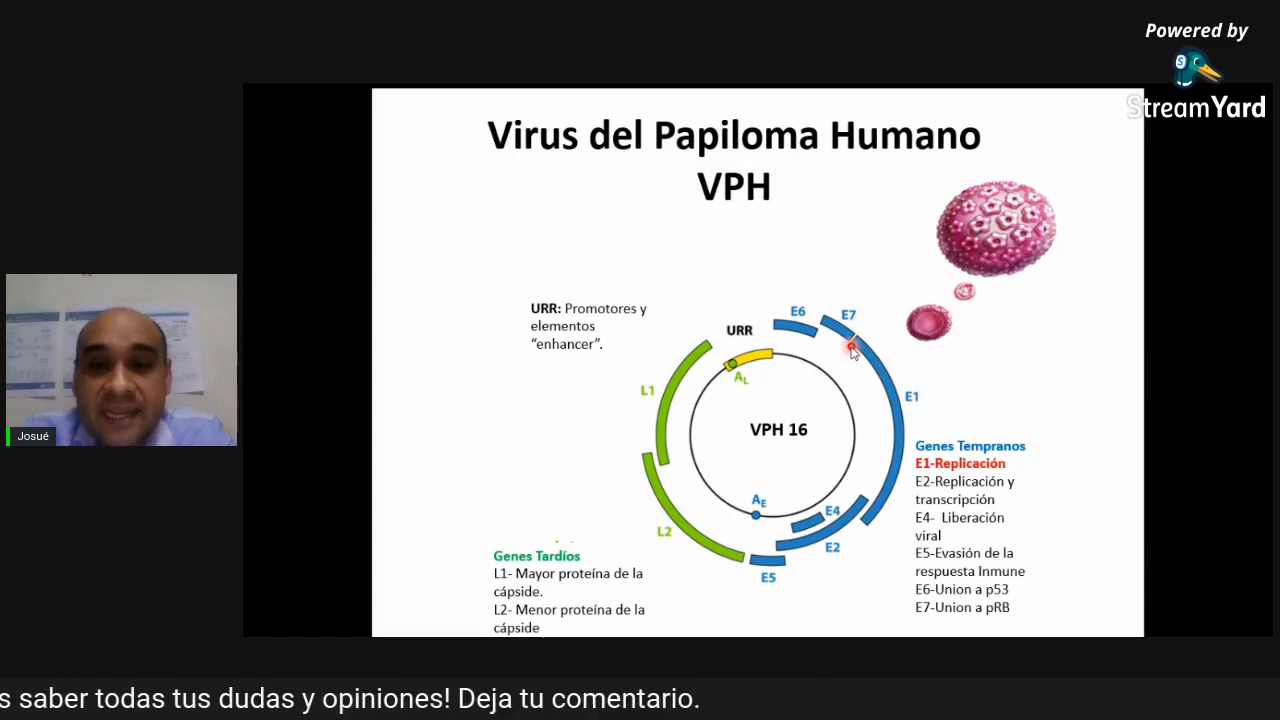 Powered by
StreamYard
Virus del Papiloma Humano
VPH
URR: Promotores y
elementos
“enhancer”.
URR
E6
E7
AL
L1
E1
VPH 16
AE
E4
L2
E2
E5
Genes Tempranos
E1-Replicación
E2-Replicación y
transcripción
E4- Liberación
viral
E5-Evasión de la
respuesta Inmune
E6-Union a p53
E7-Union a pRB
Genes Tardíos
L1- Mayor proteína de la
cápside.
L2- Menor proteína de la
cápside
Josué
s saber todas tus dudas y opiniones! Deja tu comentario.